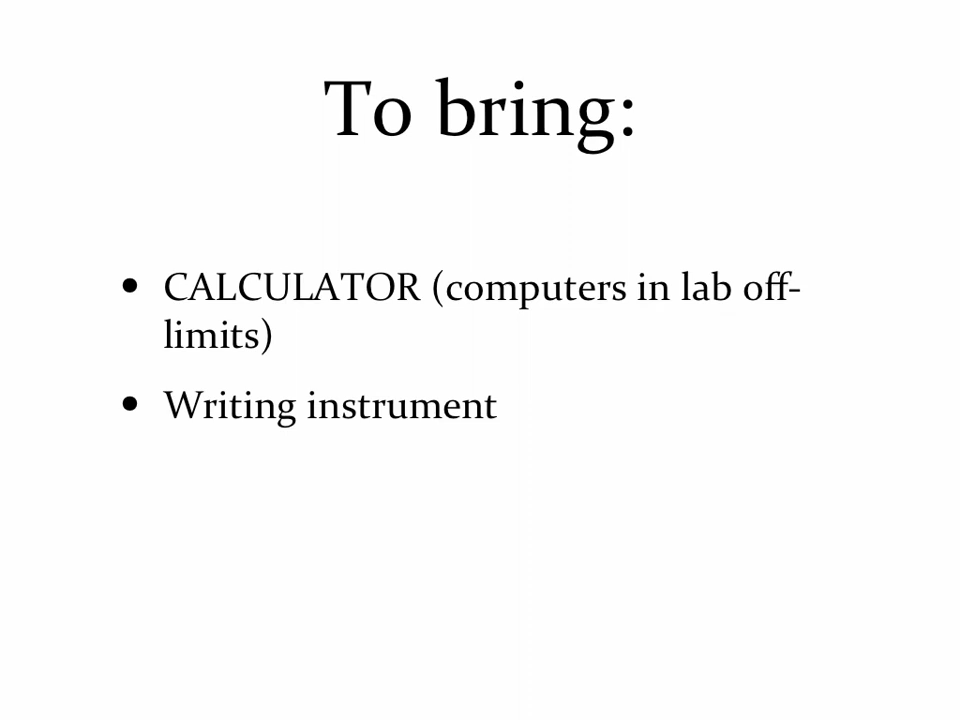 To bring:
• CALCULATOR (computers in lab off-
limits)
• Writing instrument